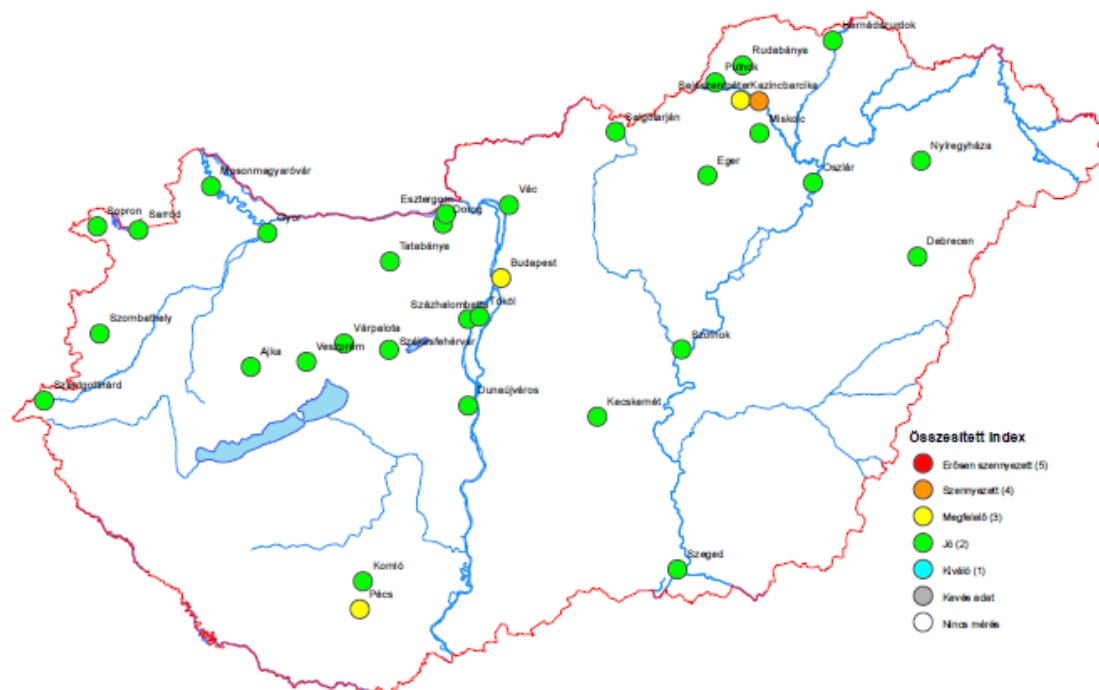 Hernádszurdok
Rudabánya
Putnok
Sajószentpéter
Kazincbarcika
Salgótarján
Miskolc
Nyíregyháza
Eger
Oszlár
Mosonmagyaróvár
Vác
Esztergom
Dorog
Sopron
Sarród
Győr
Tatabánya
Budapest
Debrecen
Százhalombatta
Tököl
Szombathely
Várpalota
Székesfehérvár
Szolnok
Ajka
Veszprém
Szentgotthárd
Dunaújváros
Kecskemét
Szeged
Komló
Pécs
Összesített Index
Erősen szennyezett (5)
Szennyezett (4)
Megfelelő (3)
Jó (2)
Kiváló (1)
Kevés adat
Nincs mérés